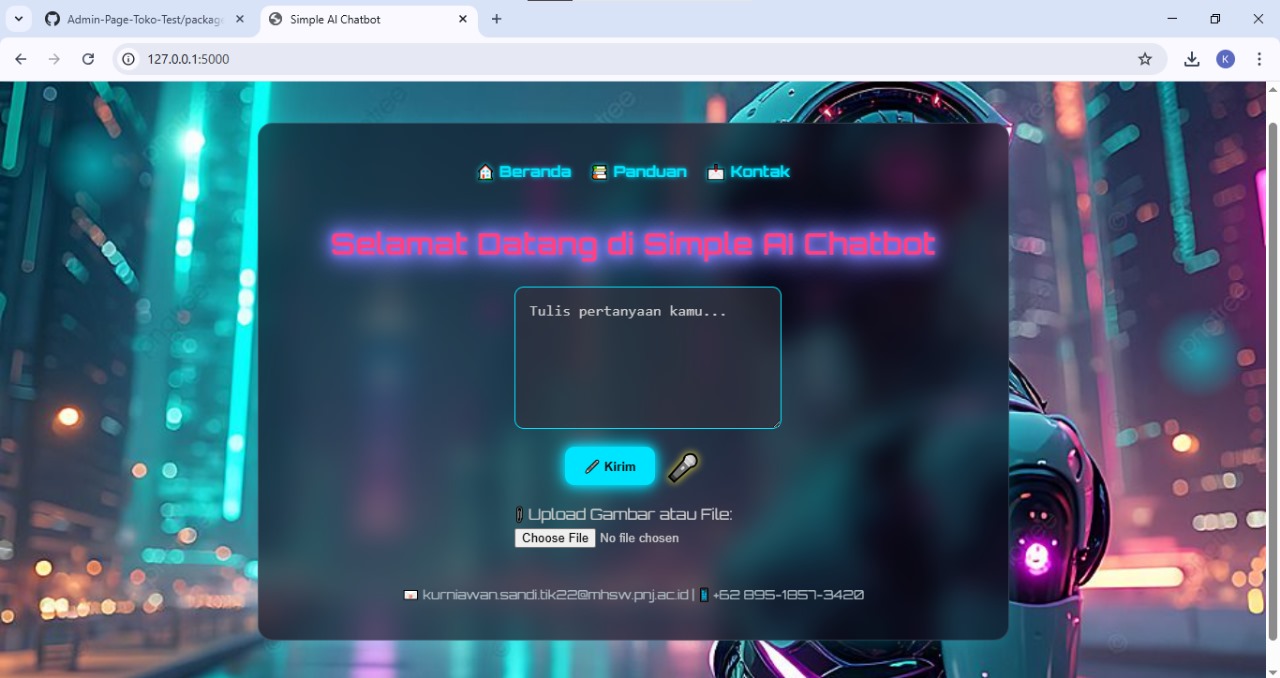 Admin-Page-Toko-Test/package
Simple AI Chatbot
127.0.0.1:5000
K
Beranda Panduan Kontak
Selamat Datang di Simple AI Chatbot
Tulis pertanyaan kamu...
Kirim
Upload Gambar atau File:
Choose File No file chosen
kurniawan.sandi.tik22@mhsw.pnj.ac.id | +62 895-1857-3420
pngtree